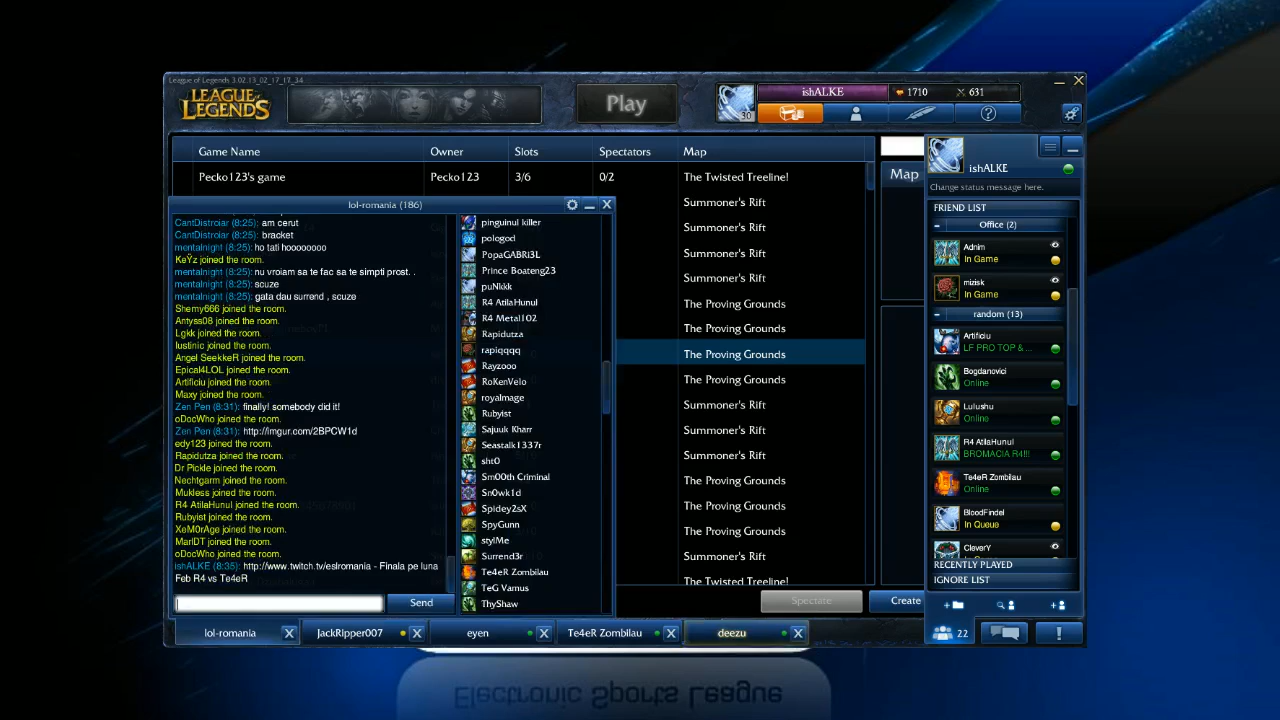 League of Legends 3.02.13_02_17_17_34
LEAGUE OF LEGENDS
Play
30
ishALKE
1710
631
Game Name Owner Slots Spectators Map
Pecko123's game Pecko123 3/6 0/2 The Twisted Treeline!
Summoner's Rift
Summoner's Rift
Summoner's Rift
Summoner's Rift
The Proving Grounds
The Proving Grounds
The Proving Grounds
The Proving Grounds
Summoner's Rift
Summoner's Rift
Summoner's Rift
The Proving Grounds
The Proving Grounds
The Proving Grounds
Summoner's Rift
The Twisted Treeline!
Map
Spectate
Create
lol-romania (186)
CantDistroiar (8:25): am cerut
CantDistroiar (8:25): bracket
mentalnight (8:25): ho tati hooooooooo
KeŸz joined the room.
mentalnight (8:25): nu vroiam sa te fac sa te simpti prost. .
mentalnight (8:25): scuze
mentalnight (8:25): gata dau surrend , scuze
Shemy666 joined the room.
Antyss08 joined the room.
Lgkk joined the room.
Iustinic joined the room.
Angel SeekkeR joined the room.
Epical4LOL joined the room.
Artificiu joined the room.
Maxy joined the room.
Zen Pen (8:31): finally! somebody did it!
oDocWho joined the room.
Zen Pen (8:31): http://imgur.com/2BPCW1d
edy123 joined the room.
Rapidutza joined the room.
Dr Pickle joined the room.
Nechtgarm joined the room.
Mukless joined the room.
R4 AtilaHunul joined the room.
Rubyist joined the room.
XeM0rAge joined the room.
MarIDT joined the room.
oDocWho joined the room.
ishALKE (8:35): http://www.twitch.tv/eslromania - Finala pe luna
Feb R4 vs Te4eR
Send
pinguinul killer
pologod
PopaGABRi3L
Prince Boateng23
puNkkk
R4 AtilaHunul
R4 Metal102
Rapidutza
rapiqqqq
Rayzooo
RoKenVelo
royalmage
Rubyist
Sajuuk Kharr
Seastalk1337r
sht0
Sm00th Criminal
Sn0wk1d
Spidey2sX
SpyGunn
stylMe
Surrend3r
Te4eR Zombilau
TeG Varnus
ThyShaw
lol-romania
JackRipper007
eyen
Te4eR Zombilau
deezu
ishALKE
Change status message here.
FRIEND LIST
Office (2)
Adnim
In Game
mizisk
In Game
random (13)
Artificiu
LF PRO TOP & ...
Bogdanovici
Online
Lulushu
Online
R4 AtilaHunul
BROMACIA R4!!!
Te4eR Zombilau
Online
BloodFindel
In Queue
CleverY
RECENTLY PLAYED
IGNORE LIST
22
Electronic Sports League